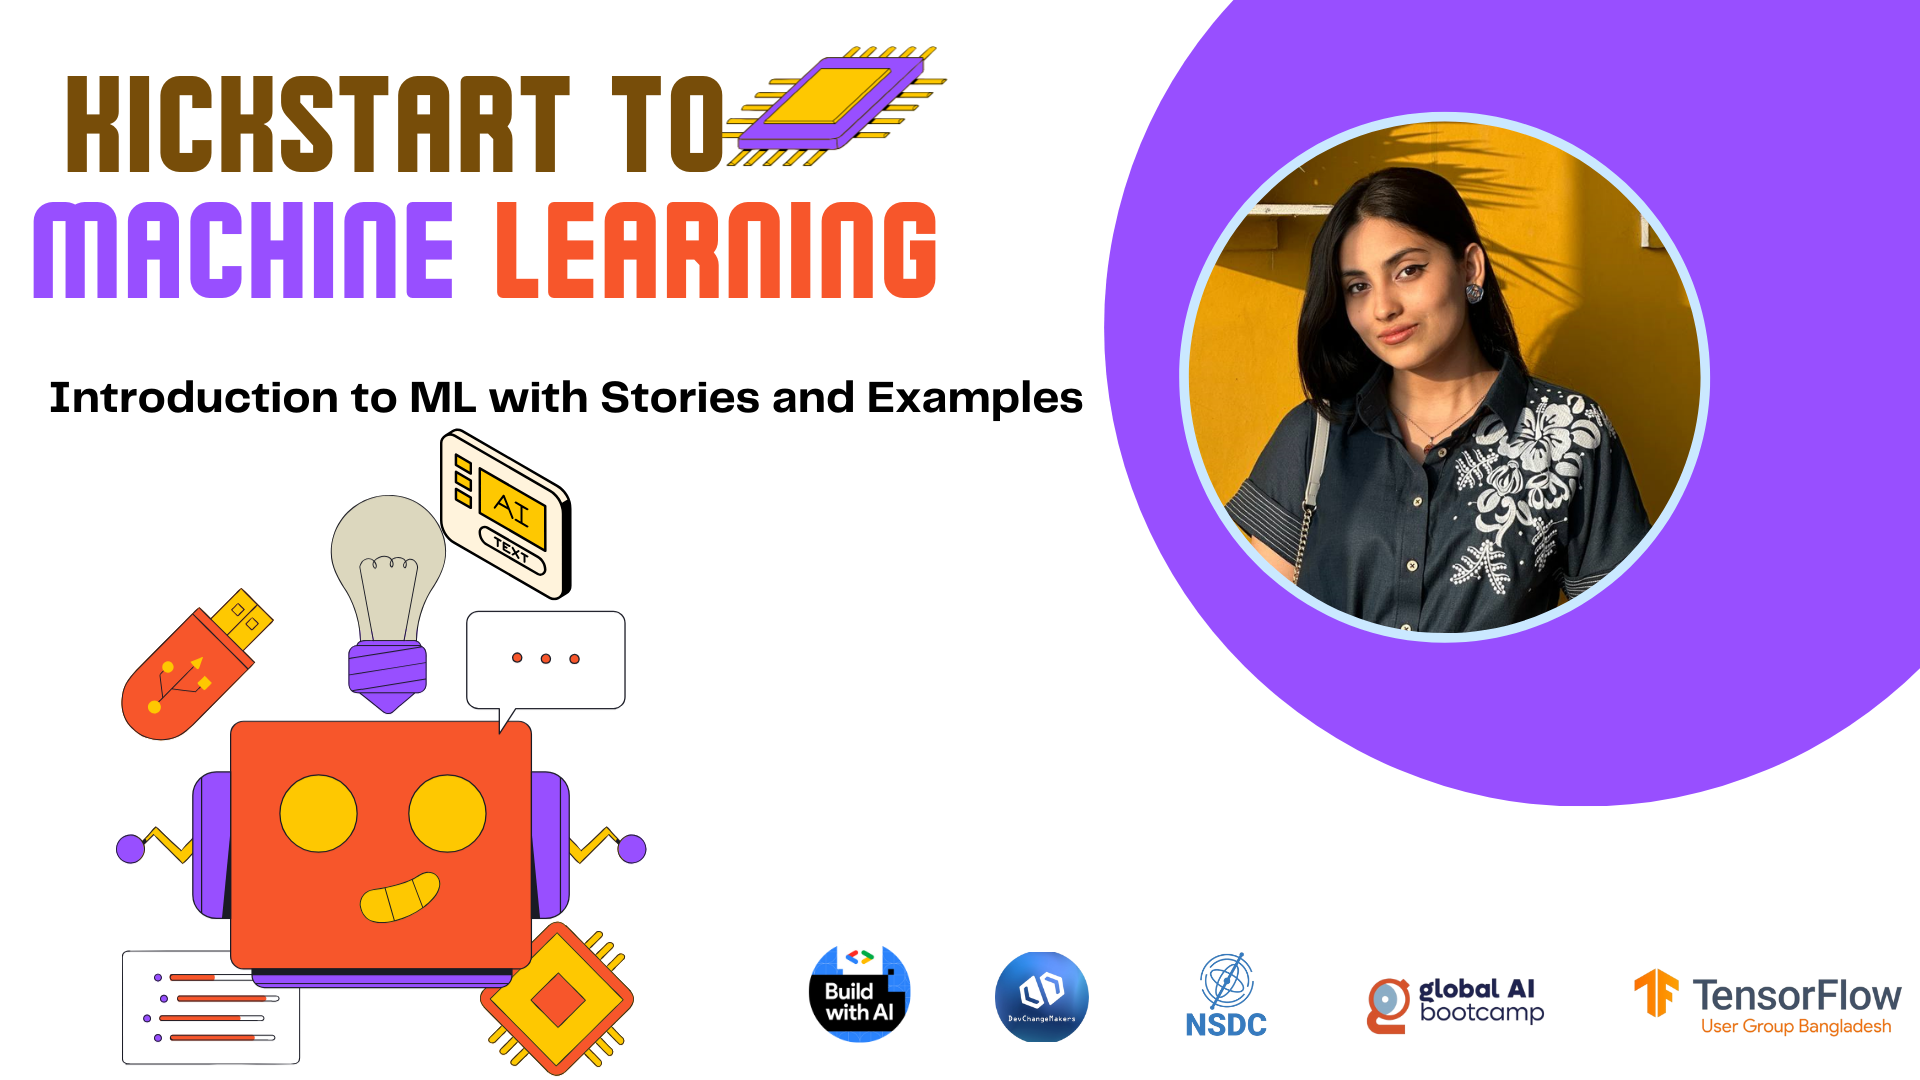 KICKSTART TO
MACHINE LEARNING
Introduction to ML with Stories and Examples
AI
TEXT
Build
with AI
DevChangeMakers
NSDC
global AI
bootcamp
TensorFlow
User Group Bangladesh